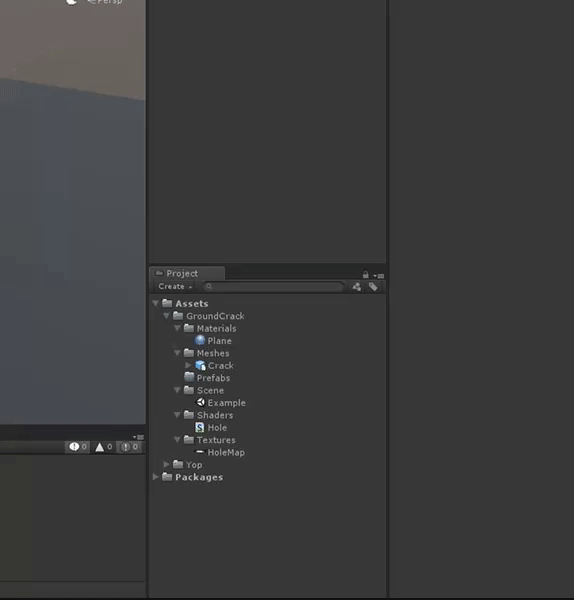 Persp
Project
Create
Assets
GroundCrack
Materials
Plane
Meshes
Crack
Prefabs
Scene
Example
Shaders
S Hole
Textures
HoleMap
0 0 0
Yop
Packages